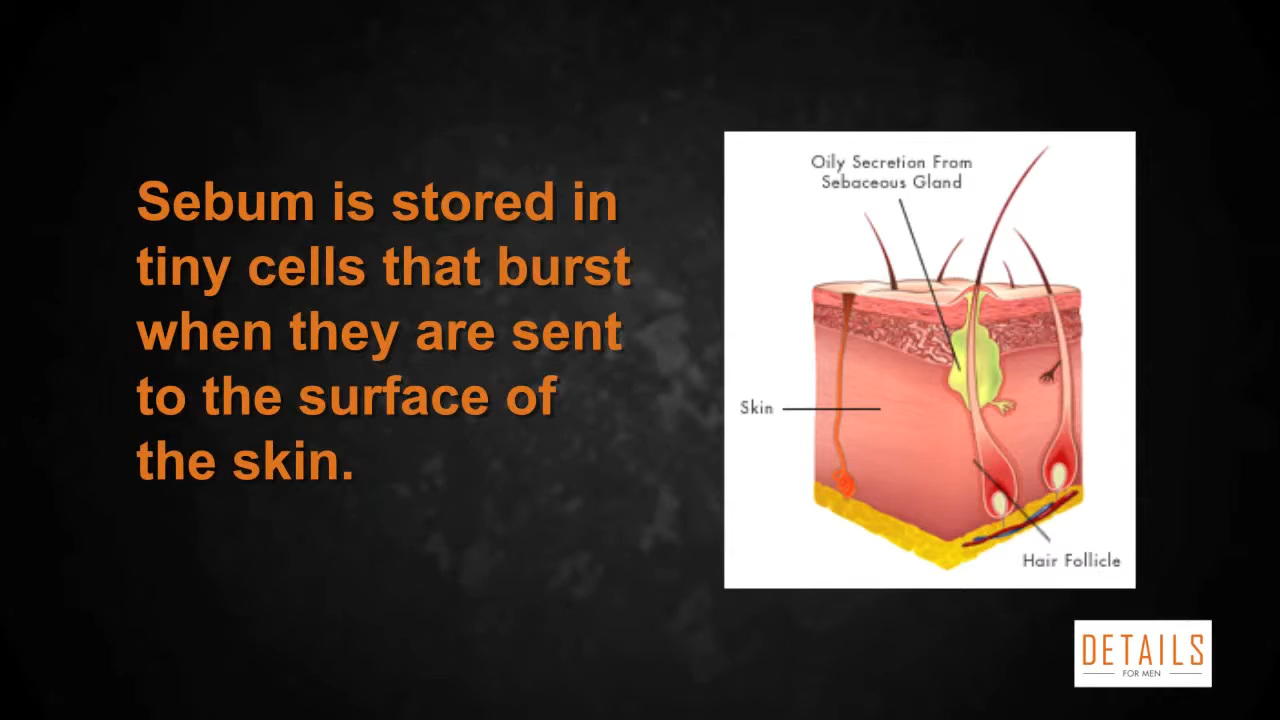 Sebum is stored in
tiny cells that burst
when they are sent
to the surface of
the skin.
Oily Secretion From
Sebaceous Gland
Skin
Hair Follicle
DETAILS
FOR MEN